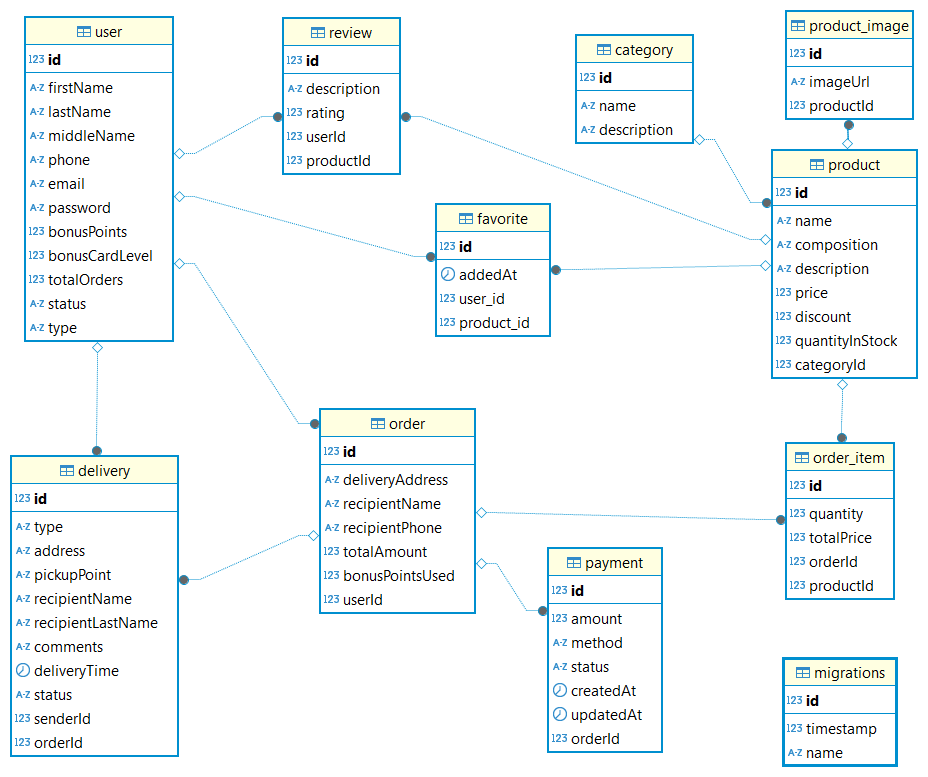 user
123 id
A-Z firstName
A-Z lastName
A-Z middleName
A-Z phone
A-Z email
A-Z password
123 bonusPoints
123 bonusCardLevel
123 totalOrders
A-Z status
A-Z type
review
123 id
A-Z description
123 rating
123 userId
123 productId
category
123 id
A-Z name
A-Z description
product_image
123 id
A-Z imageUrl
123 productId
product
123 id
A-Z name
A-Z composition
A-Z description
123 price
123 discount
123 quantityInStock
123 categoryId
favorite
123 id
addedAt
123 user_id
123 product_id
order
123 id
A-Z deliveryAddress
A-Z recipientName
A-Z recipientPhone
123 totalAmount
123 bonusPointsUsed
123 userId
delivery
123 id
A-Z type
A-Z address
A-Z pickupPoint
A-Z recipientName
A-Z recipientLastName
A-Z comments
deliveryTime
A-Z status
123 senderId
123 orderId
order_item
123 id
123 quantity
123 totalPrice
123 orderId
123 productId
payment
123 id
123 amount
A-Z method
A-Z status
createdAt
updatedAt
123 orderId
migrations
123 id
123 timestamp
A-Z name